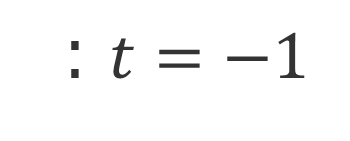 : t = −1